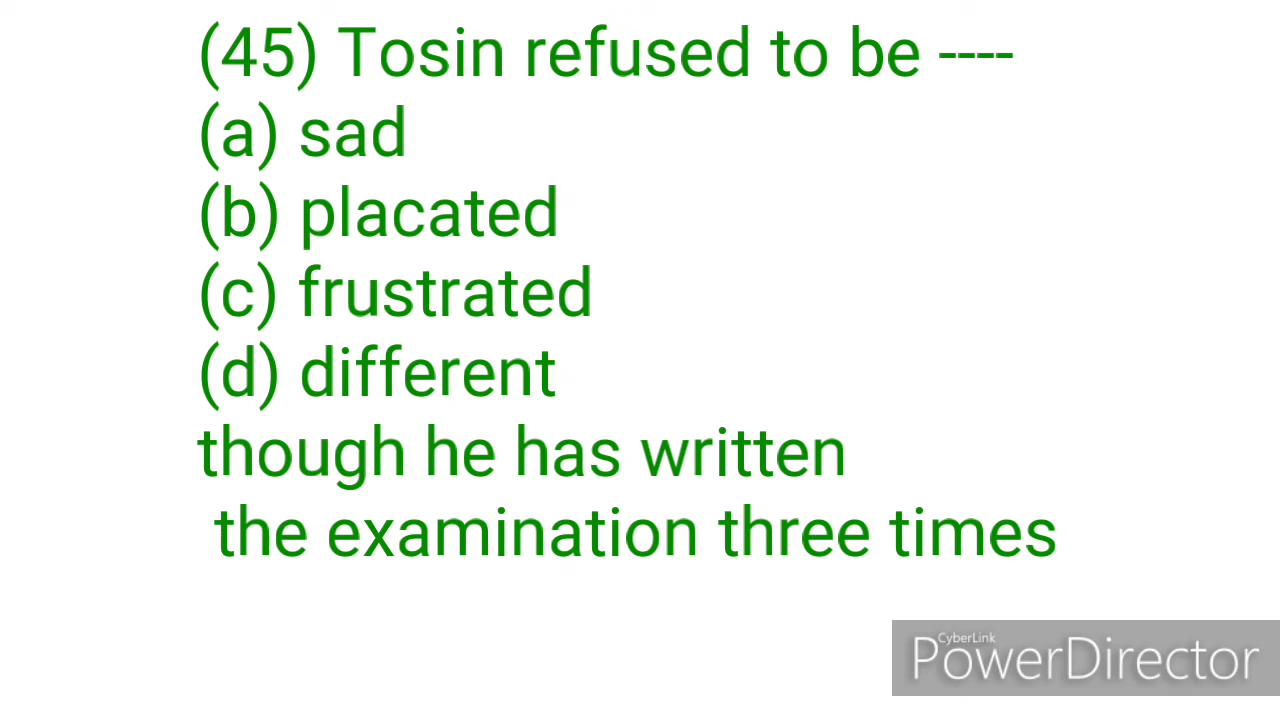 (45) Tosin refused to be ----
(a) sad
(b) placated
(c) frustrated
(d) different
though he has written
the examination three times
CyberLink
PowerDirector